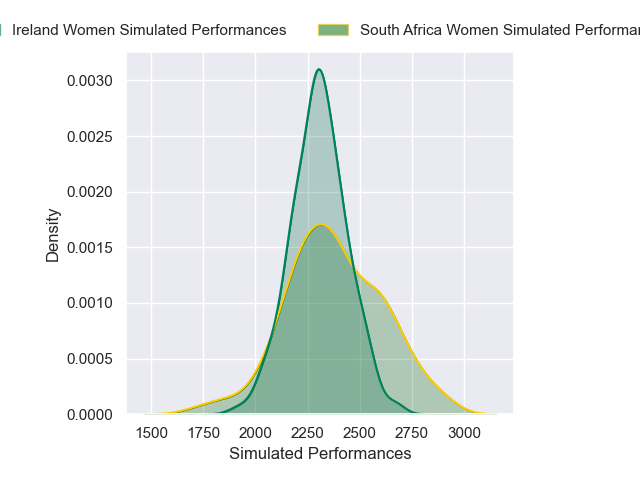 Ireland Women Simulated Performances
South Africa Women Simulated
0.0030
0.0025
0.0020
0.0015
0.0010
0.0005
0.0000
Density
1500 1750 2000 2250 2500 2750 3000
Simulated Performances